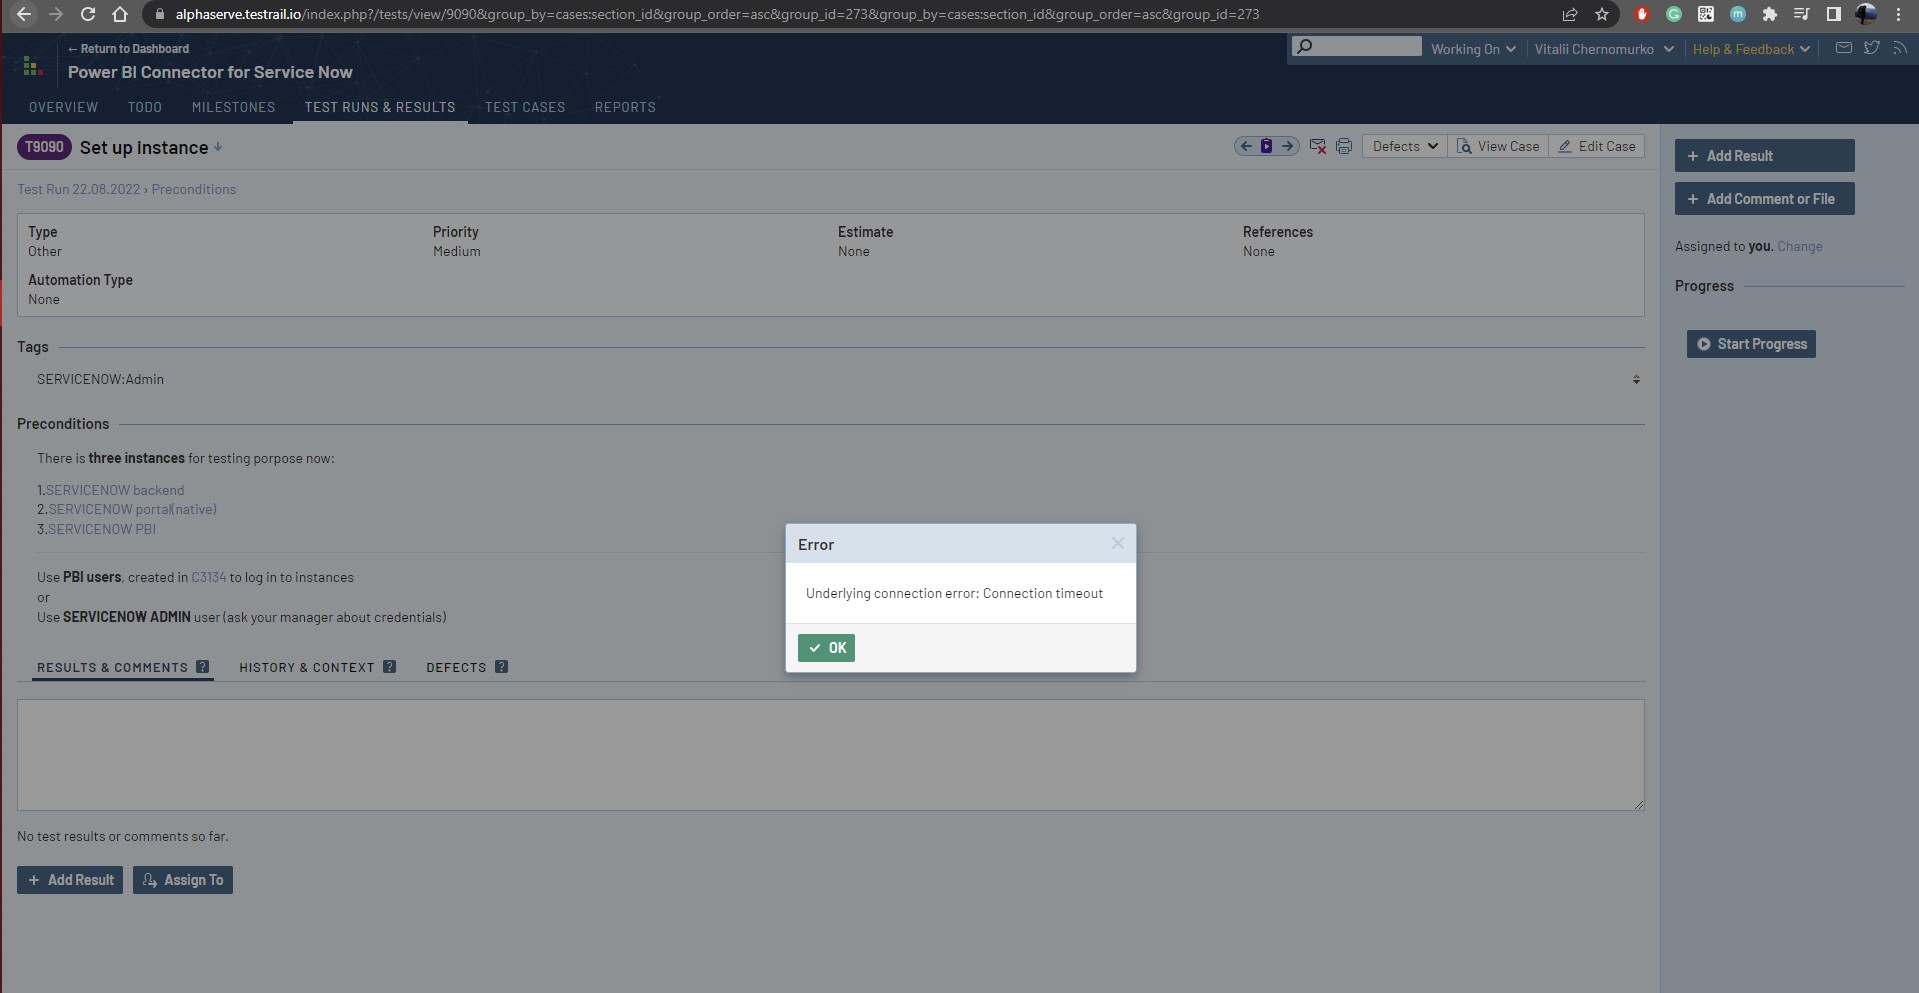 alphaserve.testrail.io/index.php?/tests/view/9090&group_by=cases:section_id&group_order=asc&group_id=273&group_by=cases:section_id&group_order=asc&group_id=273
← Return to Dashboard
Working On
Vitalii Chernomurko
Help & Feedback
Power BI Connector for Service Now
OVERVIEW TODO MILESTONES TEST RUNS & RESULTS TEST CASES REPORTS
T9090 Set up instance
Defects View Case Edit Case
+ Add Result
Test Run 22.08.2022 › Preconditions
+ Add Comment or File
Type Priority Estimate References
Other Medium None None
Assigned to you. Change
Automation Type
None
Progress
Start Progress
Tags
SERVICENOW:Admin
Preconditions
There is three instances for testing porpose now:
1.SERVICENOW backend
2.SERVICENOW portal(native)
3.SERVICENOW PBI
Use PBI users, created in C3134 to log in to instances
or
Use SERVICENOW ADMIN user (ask your manager about credentials)
Error
Underlying connection error: Connection timeout
OK
RESULTS & COMMENTS ? HISTORY & CONTEXT ? DEFECTS ?
No test results or comments so far.
+ Add Result Assign To